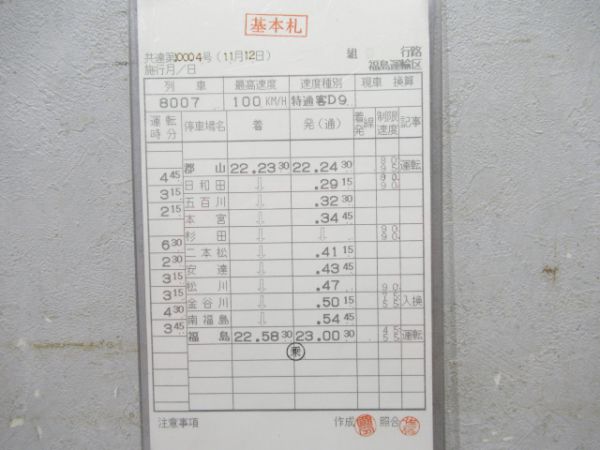 基本札
共達第0004号(11月12日) 組 行路
施行月/日 福島運輸区
列車 最高速度 速度種別 現車 換算
8007 100KM/H 特通客D9
運転時分 停車場名 着 発(通) 着発線 制限速度 記事
郡山 22.23 30 22.24 30 運転
4 45
日和田 ↓ .29 15
3 15
五百川 ↓ .32 30
2 15
本宮 ↓ .34 45
杉田 ↓ ↓
6 30
二本松 ↓ .41 15
2 30
安達 ↓ .43 45
3 15
松川 ↓ .47
3 15
金谷川 ↓ .50 15 入換
4 30
南福島 ↓ .54 45
3 45
福島 22.58 30 23.00 30 運転
乗
注意事項 作成 照合